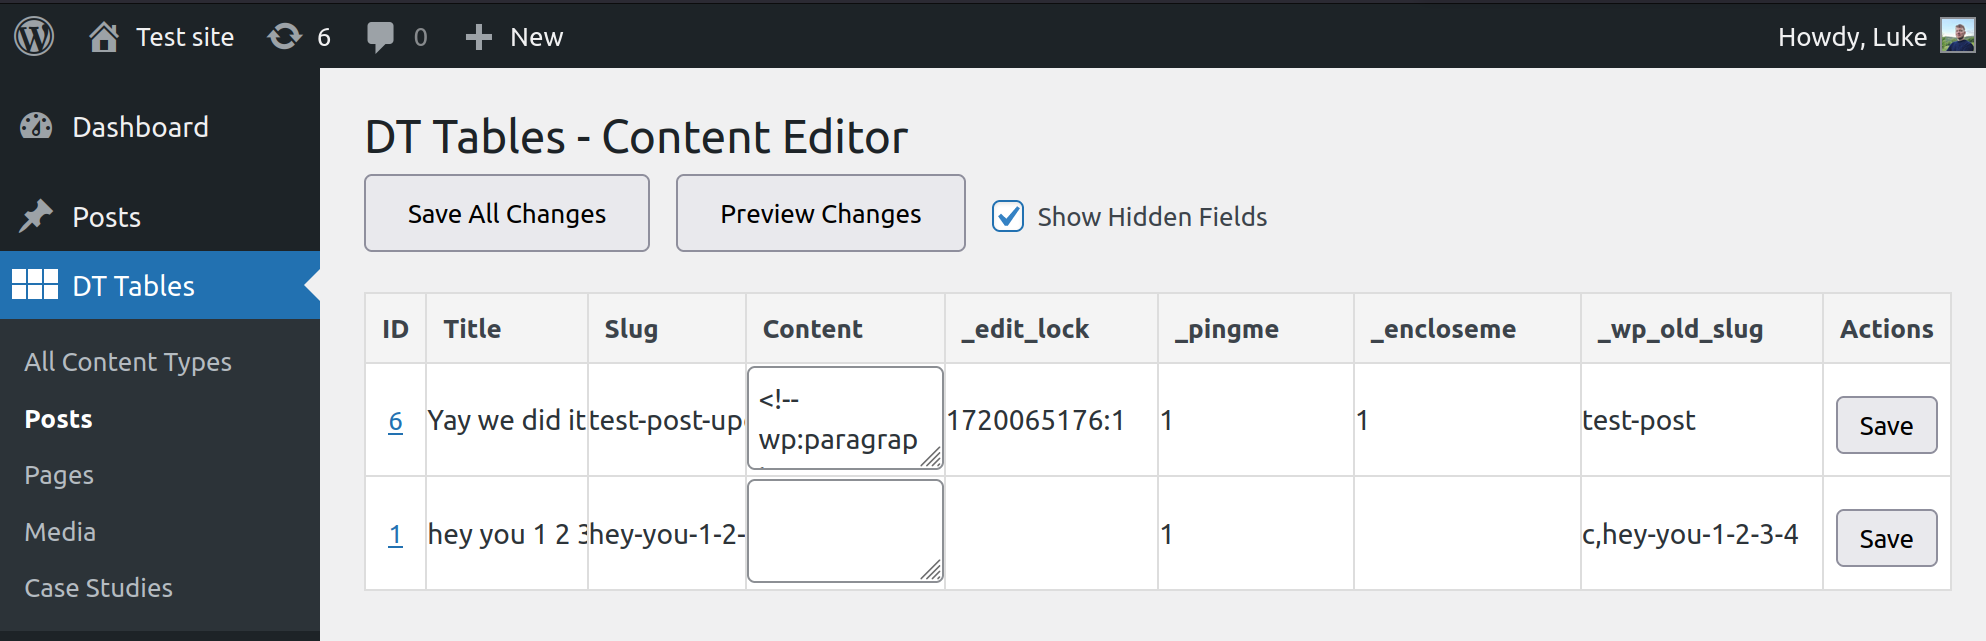 Test site 6 0 New Howdy, Luke
Dashboard
Posts
DT Tables
All Content Types
Posts
Pages
Media
Case Studies
DT Tables - Content Editor
Save All Changes Preview Changes Show Hidden Fields
ID Title Slug Content _edit_lock _pingme _encloseme _wp_old_slug Actions
6 Yay we did it test-post-up <!-- 1720065176:1 1 1 test-post Save
wp:paragrap
1 hey you 1 2 3 hey-you-1-2- 1 c,hey-you-1-2-3-4 Save